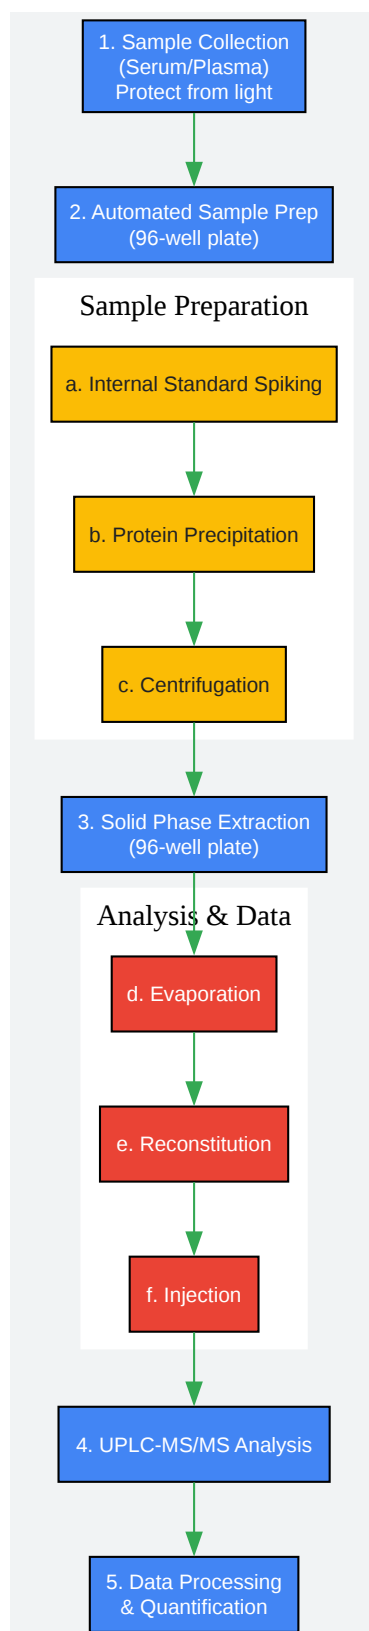 1. Sample Collection
(Serum/Plasma)
Protect from light
2. Automated Sample Prep
(96-well plate)
Sample Preparation
a. Internal Standard Spiking
b. Protein Precipitation
c. Centrifugation
3. Solid Phase Extraction
(96-well plate)
Analysis & Data
d. Evaporation
e. Reconstitution
f. Injection
4. UPLC-MS/MS Analysis
5. Data Processing
& Quantification